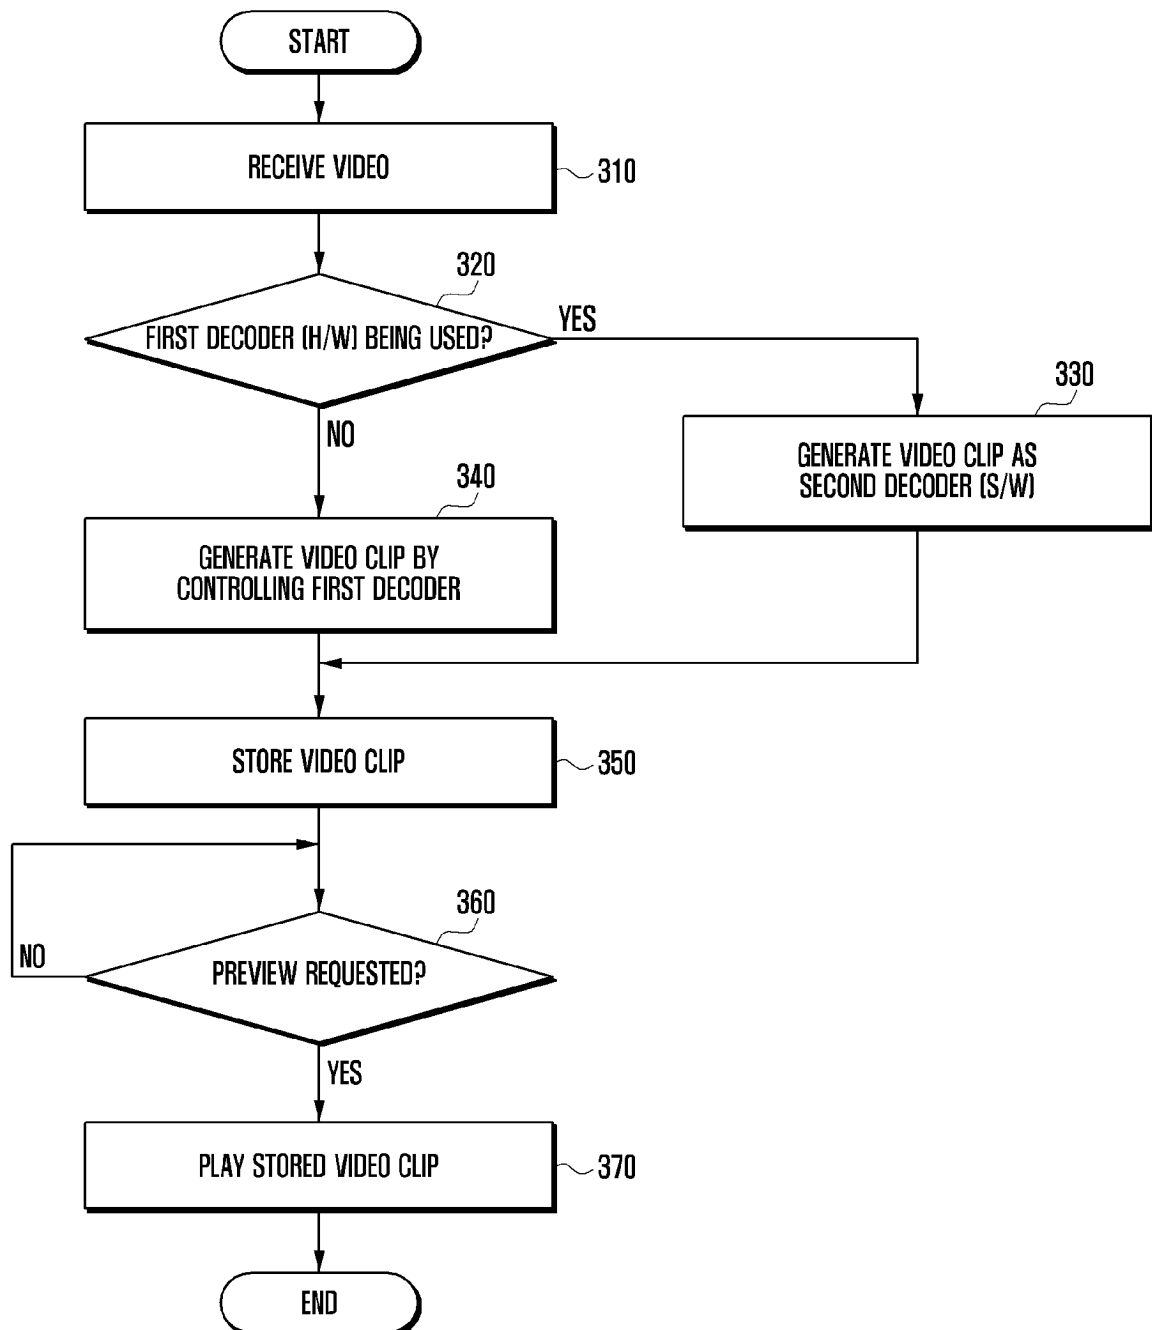 START
RECEIVE VIDEO
310
320
FIRST DECODER (H/W) BEING USED?
YES
NO
330
GENERATE VIDEO CLIP AS
SECOND DECODER (S/W)
340
GENERATE VIDEO CLIP BY
CONTROLLING FIRST DECODER
STORE VIDEO CLIP
350
360
PREVIEW REQUESTED?
NO
YES
PLAY STORED VIDEO CLIP
370
END